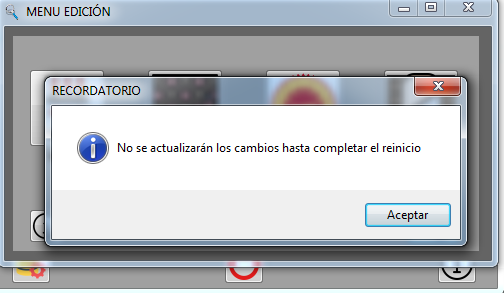 MENU EDICIÓN
RECORDATORIO
No se actualizarán los cambios hasta completar el reinicio
Aceptar